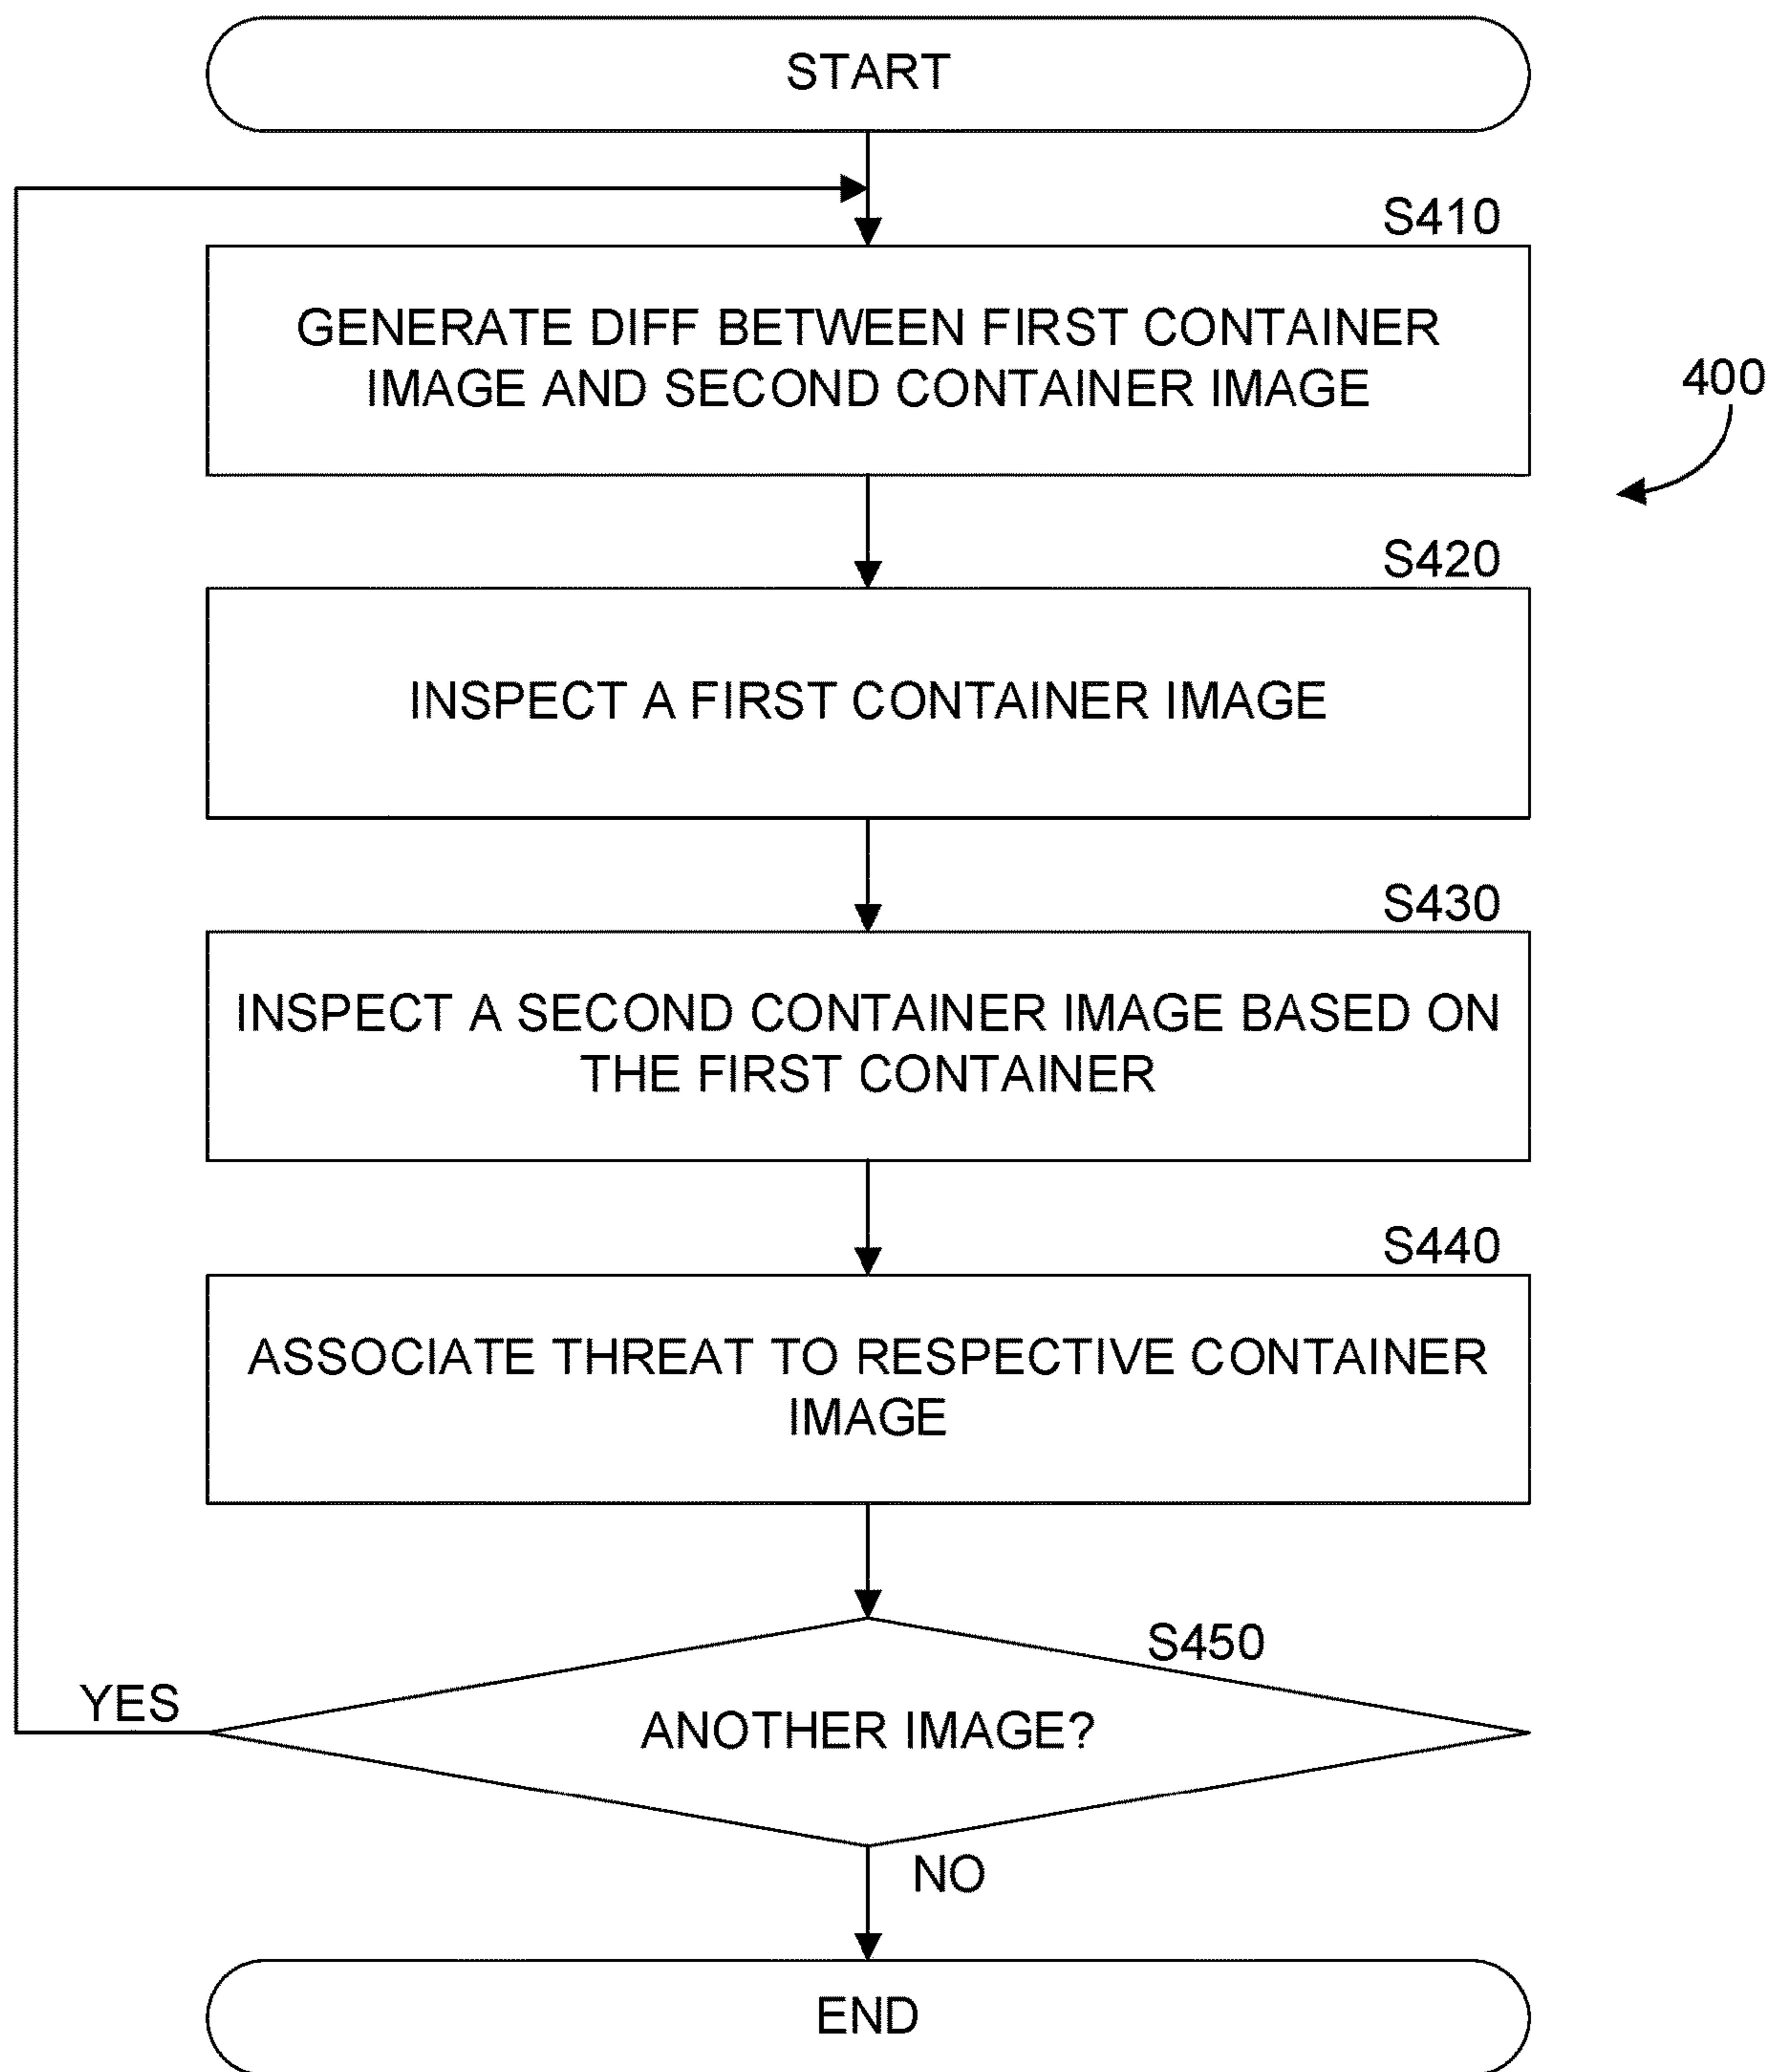 START
S410
GENERATE DIFF BETWEEN FIRST CONTAINER
IMAGE AND SECOND CONTAINER IMAGE
400
S420
INSPECT A FIRST CONTAINER IMAGE
S430
INSPECT A SECOND CONTAINER IMAGE BASED ON
THE FIRST CONTAINER
S440
ASSOCIATE THREAT TO RESPECTIVE CONTAINER
IMAGE
S450
YES
ANOTHER IMAGE?
NO
END